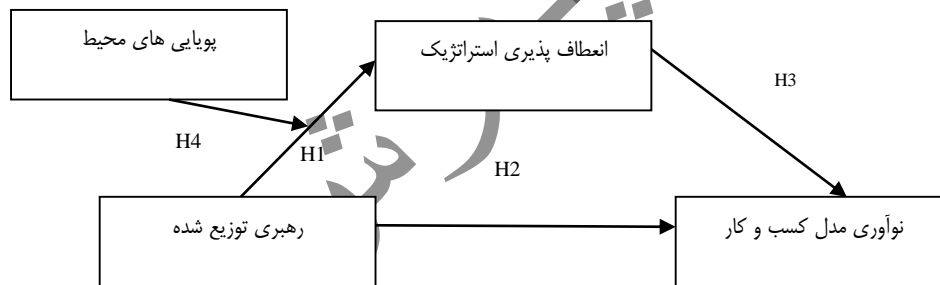 پویایی های محیط
انعطاف پذیری استراتژیک
H3
H4
H1
H2
رهبری توزیع شده
نوآوری مدل کسب و کار